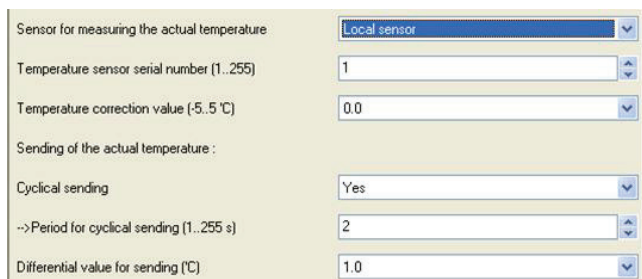 Sensor for measuring the actual temperature Local sensor
Temperature sensor serial number (1..255) 1
Temperature correction value (-5..5 'C) 0.0
Sending of the actual temperature :
Cyclical sending Yes
-->Period for cyclical sending (1..255 s) 2
Differential value for sending ('C) 1.0